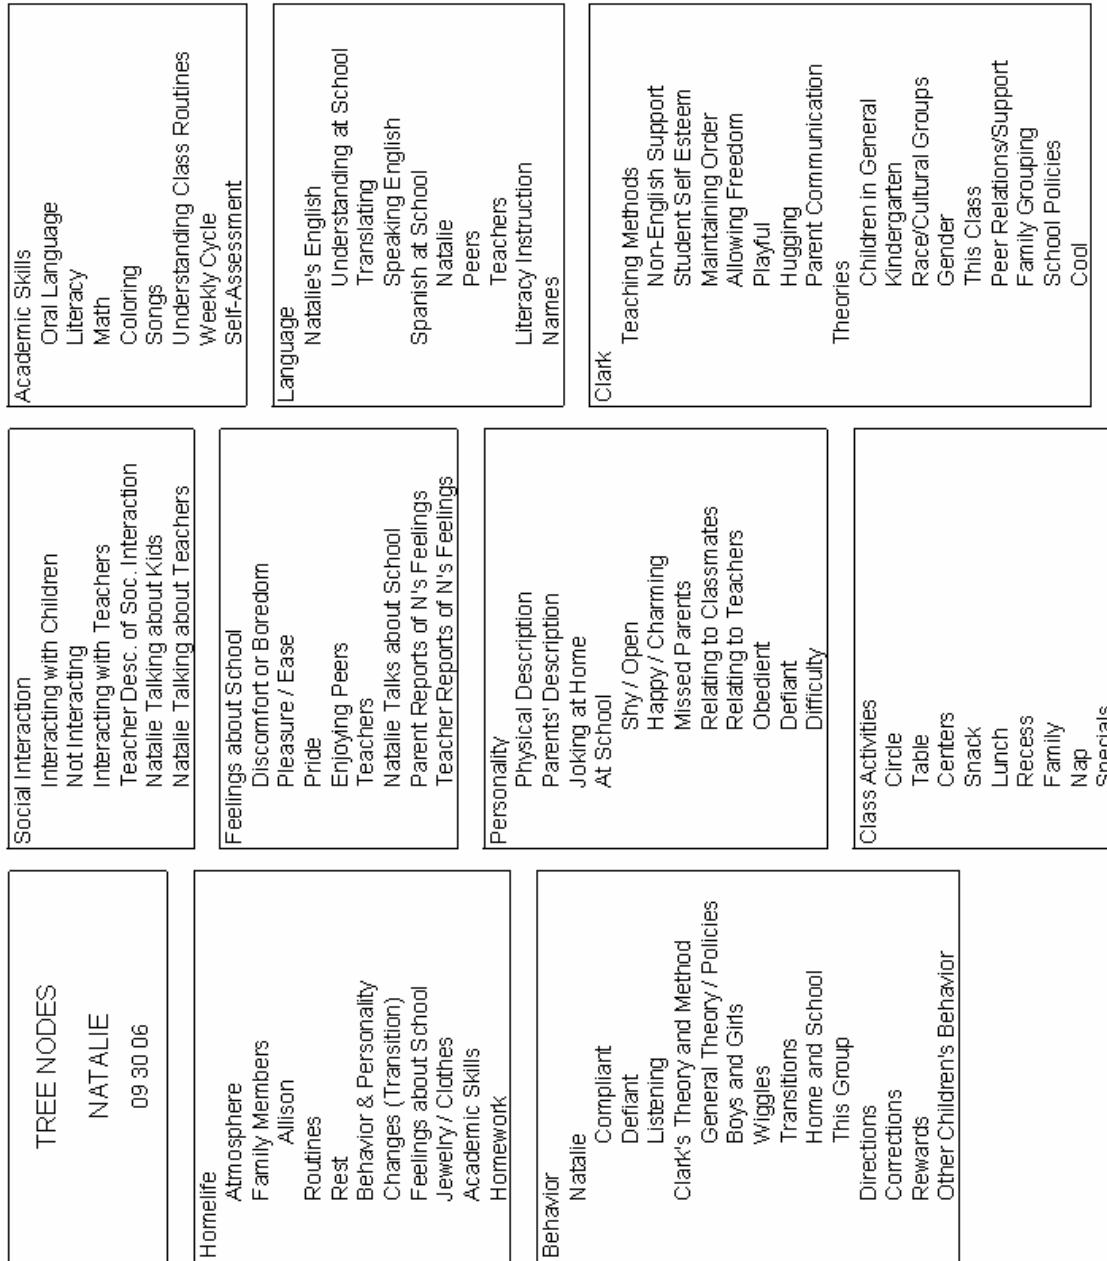 TREE NODES
NATALIE
09 30 06
Homelife
Atmosphere
Family Members
Allison
Routines
Rest
Behavior & Personality
Changes (Transition)
Feelings about School
Jewelry / Clothes
Academic Skills
Homework
Behavior
Natalie
Compliant
Defiant
Listening
Clark's Theory and Method
General Theory / Policies
Boys and Girls
Wiggles
Transitions
Home and School
This Group
Directions
Corrections
Rewards
Other Children's Behavior
Social Interaction
Interacting with Children
Not Interacting
Interacting with Teachers
Teacher Desc. of Soc. Interaction
Natalie Talking about Kids
Natalie Talking about Teachers
Feelings about School
Discomfort or Boredom
Pleasure / Ease
Pride
Enjoying Peers
Teachers
Natalie Talks about School
Parent Reports of N's Feelings
Teacher Reports of N's Feelings
Personality
Physical Description
Parents' Description
Joking at Home
At School
Shy / Open
Happy / Charming
Missed Parents
Relating to Classmates
Relating to Teachers
Obedient
Defiant
Difficulty
Class Activities
Circle
Table
Centers
Snack
Lunch
Recess
Family
Nap
Specials
Academic Skills
Oral Language
Literacy
Math
Coloring
Songs
Understanding Class Routines
Weekly Cycle
Self-Assessment
Language
Natalie's English
Understanding at School
Translating
Speaking English
Spanish at School
Natalie
Peers
Teachers
Literacy Instruction
Names
Clark
Teaching Methods
Non-English Support
Student Self Esteem
Maintaining Order
Allowing Freedom
Playful
Hugging
Parent Communication
Theories
Children in General
Kindergarten
Race/Cultural Groups
Gender
This Class
Peer Relations/Support
Family Grouping
School Policies
Cool